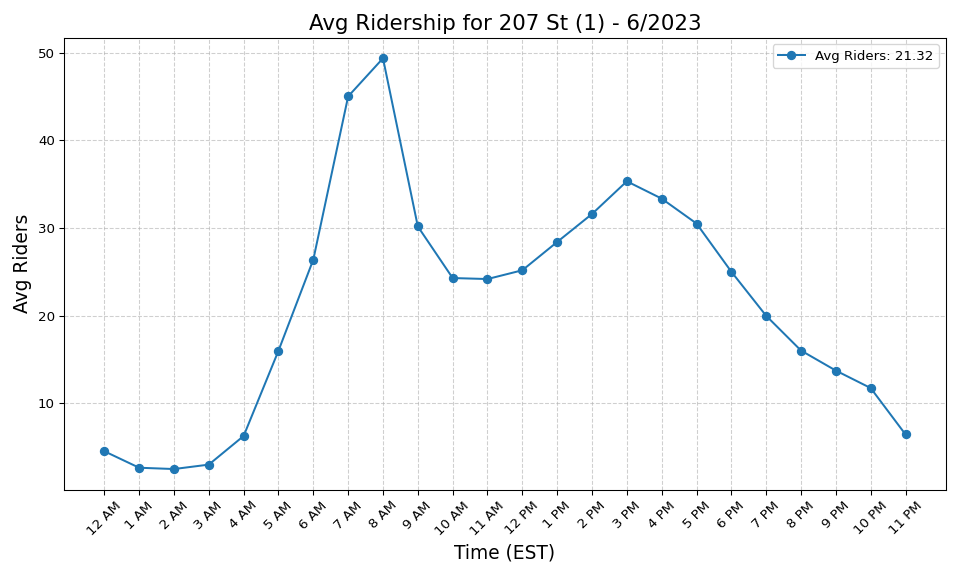 Avg Ridership for 207 St (1) - 6/2023
Avg Riders: 21.32
Avg Riders
50
40
30
20
10
12 AM
1 AM
2 AM
3 AM
4 AM
5 AM
6 AM
7 AM
8 AM
9 AM
10 AM
11 AM
12 PM
1 PM
2 PM
3 PM
4 PM
5 PM
6 PM
7 PM
8 PM
9 PM
10 PM
11 PM
Time (EST)